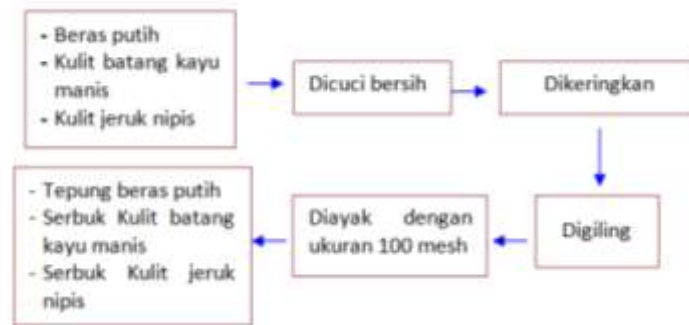 - Beras putih
- Kulit batang kayu
manis
- Kulit jeruk nipis
Dicuci bersih
Dikeringkan
Digiling
Diayak dengan
ukuran 100 mesh
- Tepung beras putih
- Serbuk Kulit batang
kayu manis
- Serbuk Kulit jeruk
nipis